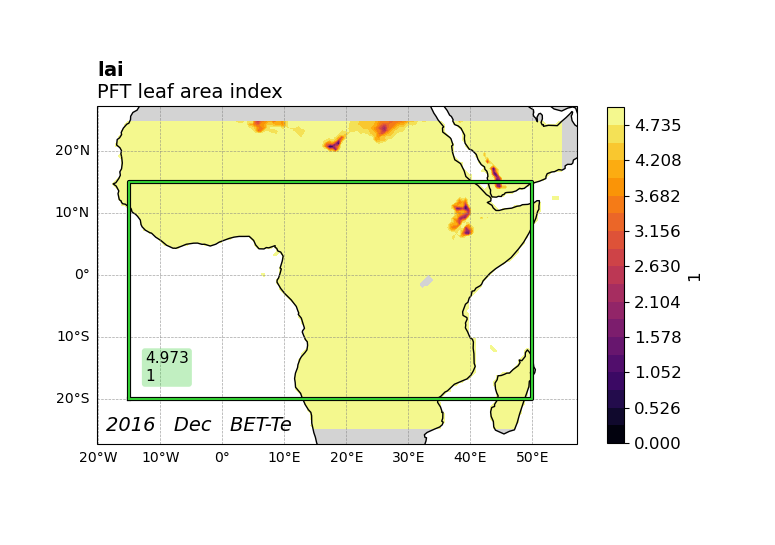 lai
PFT leaf area index
20°N
10°N
0°
10°S
20°S
4.973
1
2016 Dec BET-Te
20°W 10°W 0° 10°E 20°E 30°E 40°E 50°E
4.735
4.208
3.682
3.156
2.630
2.104
1.578
1.052
0.526
0.000
1